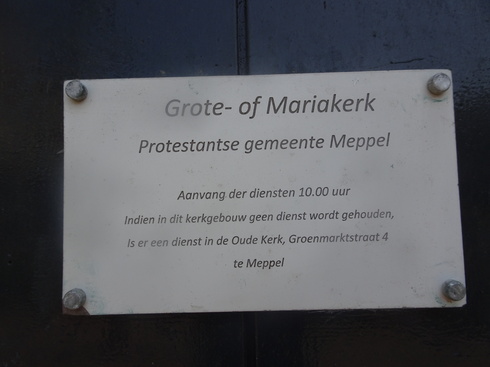 Grote- of Mariakerk
Protestantse gemeente Meppel
Aanvang der diensten 10.00 uur
Indien in dit kerkgebouw geen dienst wordt gehouden,
Is er een dienst in de Oude Kerk, Groenmarktstraat 4
te Meppel